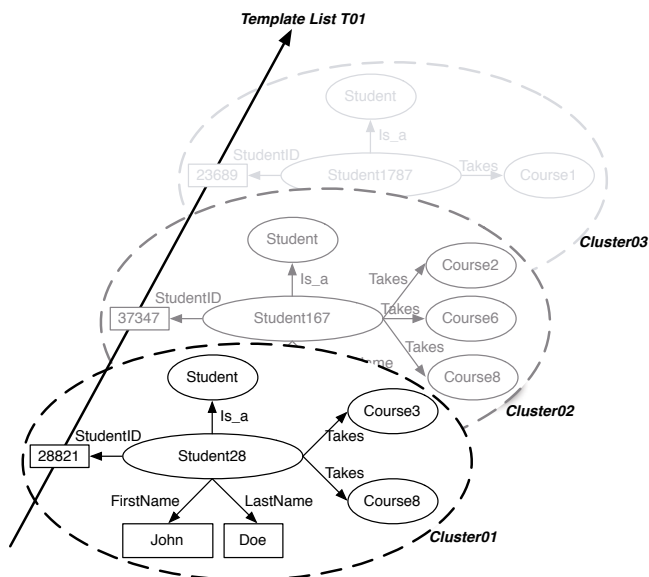 Template List T01
Student
Is_a
StudentID
Takes
23689
Student1787
Course1
Cluster03
Student
Course2
Is_a
Takes
StudentID
37347
Student167
Takes
Course6
Takes
Course8
Cluster02
Student
Course3
Is_a
Takes
StudentID
28821
Student28
Takes
FirstName
LastName
Course8
John
Doe
Cluster01